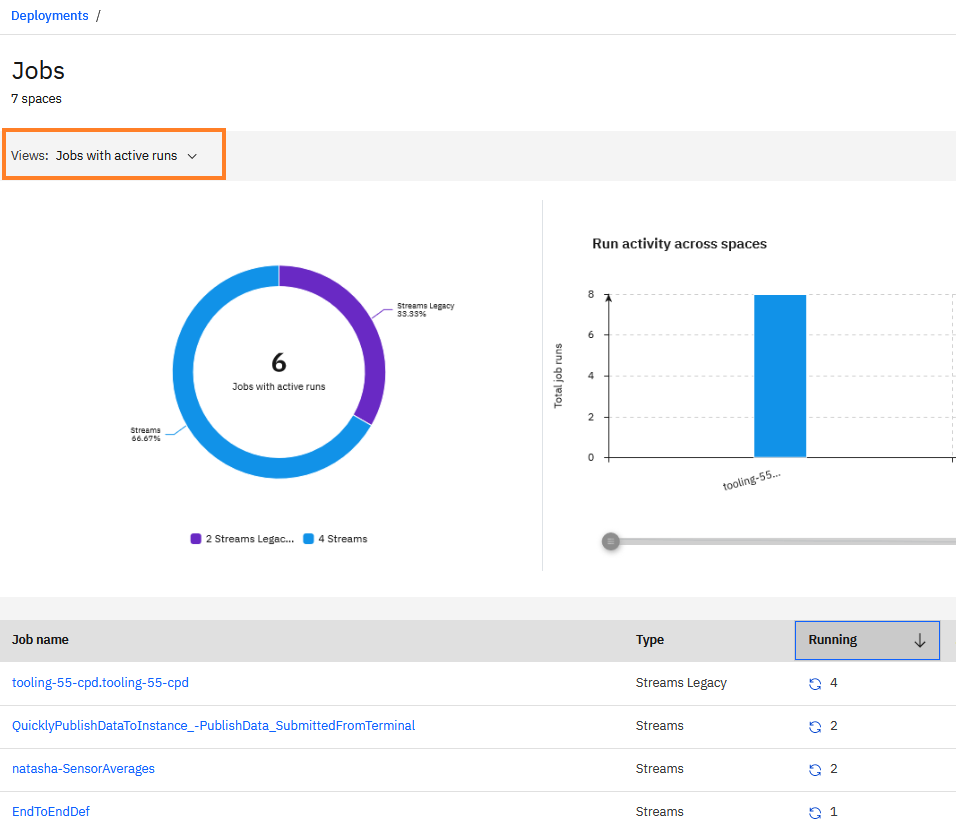 Deployments /
Jobs
7 spaces
Views: Jobs with active runs
Run activity across spaces
Streams Legacy
33.33%
6
Jobs with active runs
Streams
66.67%
2 Streams Legac... 4 Streams
Total job runs
8
6
4
2
0
tooling-55...
Job name Type Running
tooling-55-cpd.tooling-55-cpd Streams Legacy 4
QuicklyPublishDataToInstance_-PublishData_SubmittedFromTerminal Streams 2
natasha-SensorAverages Streams 2
EndToEndDef Streams 1